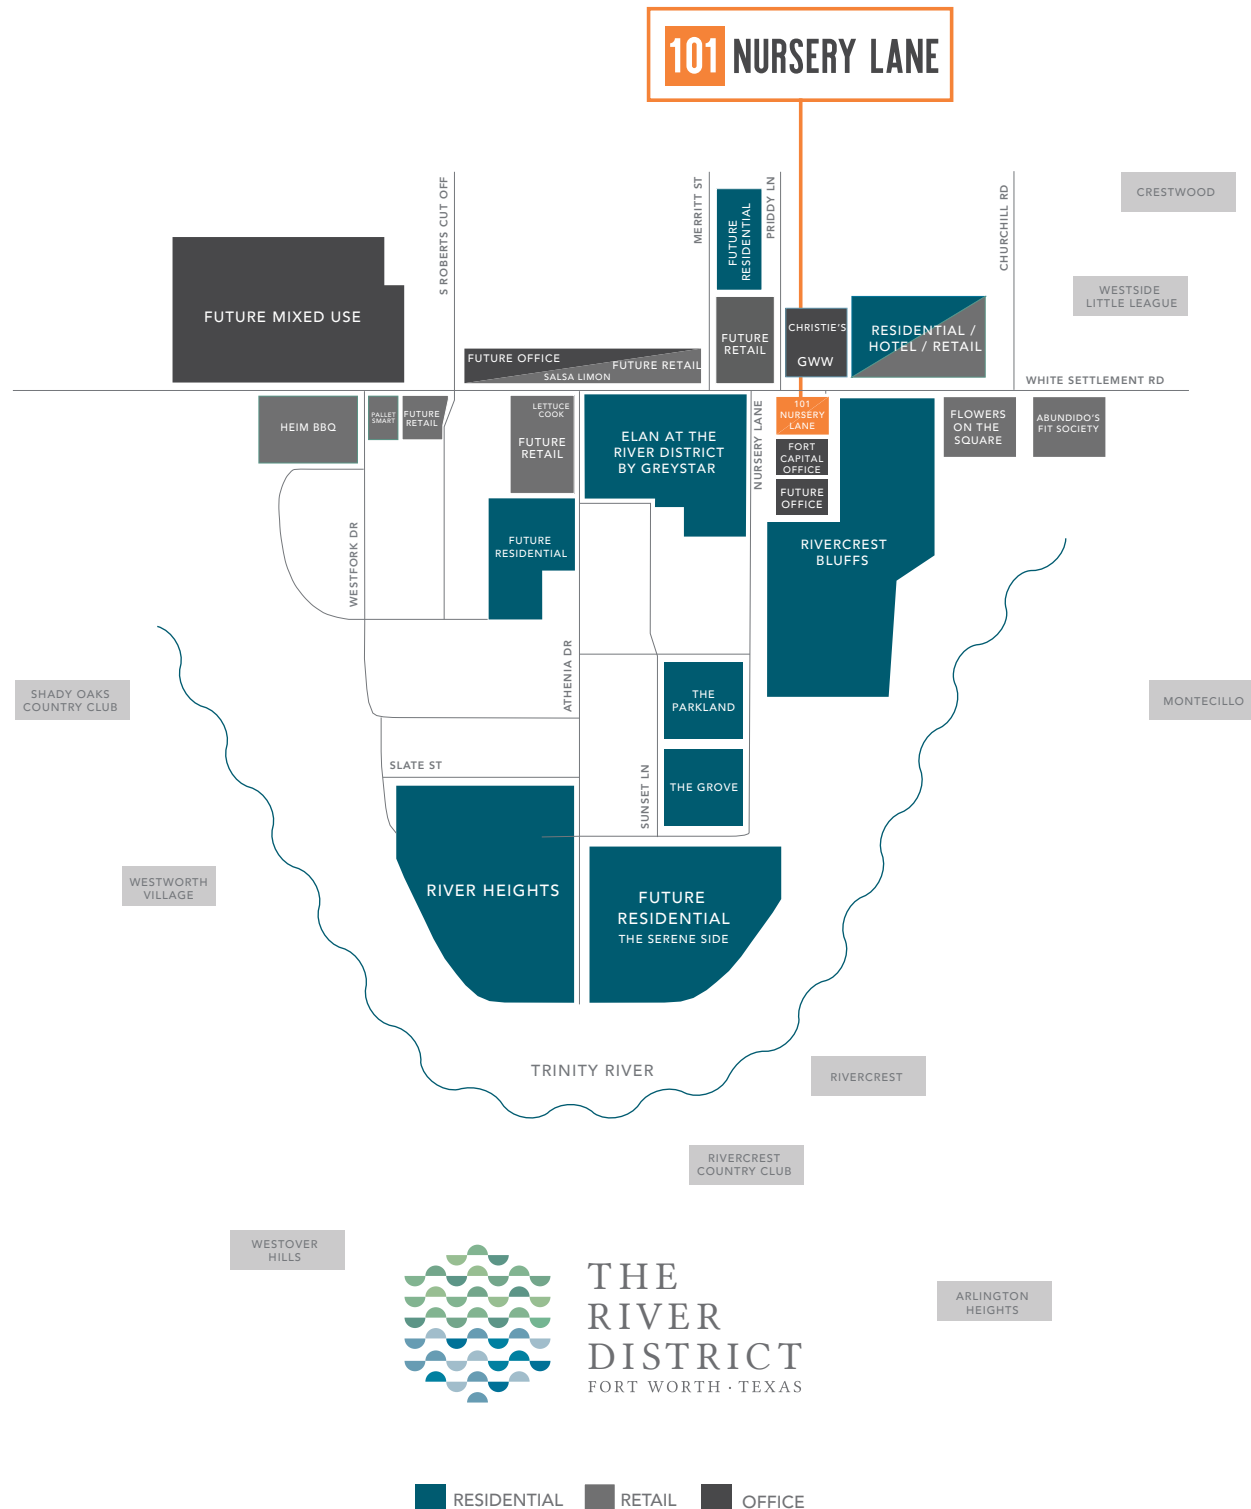 101 NURSERY LANE
S ROBERTS CUT OFF
MERRITT ST
FUTURE
RESIDENTIAL
PRIDDY LN
CHURCHILL RD
CRESTWOOD
WESTSIDE
LITTLE LEAGUE
FUTURE MIXED USE
FUTURE OFFICE
FUTURE RETAIL
SALSA LIMON
FUTURE
RETAIL
CHRISTIE'S
GWW
RESIDENTIAL /
HOTEL / RETAIL
WHITE SETTLEMENT RD
HEIM BBQ
PALLET
SMART
FUTURE
RETAIL
LETTUCE
COOK
FUTURE
RETAIL
ELAN AT THE
RIVER DISTRICT
BY GREYSTAR
NURSERY LANE
101
NURSERY
LANE
FORT
CAPITAL
OFFICE
FUTURE
OFFICE
FLOWERS
ON THE
SQUARE
ABUNDIDO'S
FIT SOCIETY
WESTFORK DR
FUTURE
RESIDENTIAL
RIVERCREST
BLUFFS
ATHENIA DR
SHADY OAKS
COUNTRY CLUB
THE
PARKLAND
MONTECILLO
SLATE ST
SUNSET LN
THE GROVE
WESTWORTH
VILLAGE
RIVER HEIGHTS
FUTURE
RESIDENTIAL
THE SERENE SIDE
TRINITY RIVER
RIVERCREST
RIVERCREST
COUNTRY CLUB
WESTOVER
HILLS
ARLINGTON
HEIGHTS
THE
RIVER
DISTRICT
FORT WORTH · TEXAS
RESIDENTIAL
RETAIL
OFFICE